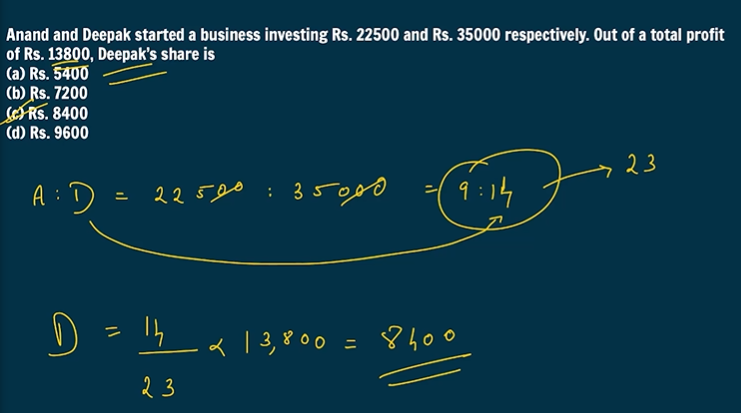 Anand and Deepak started a business investing Rs. 22500 and Rs. 35000 respectively. Out of a total profit
of Rs. 13800, Deepak's share is
(a) Rs. 5400
(b) Rs. 7200
(c) Rs. 8400
(d) Rs. 9600
A : D = 22500 : 35000 = 9:14 → 23
D = 14/23 × 13,800 = 8400